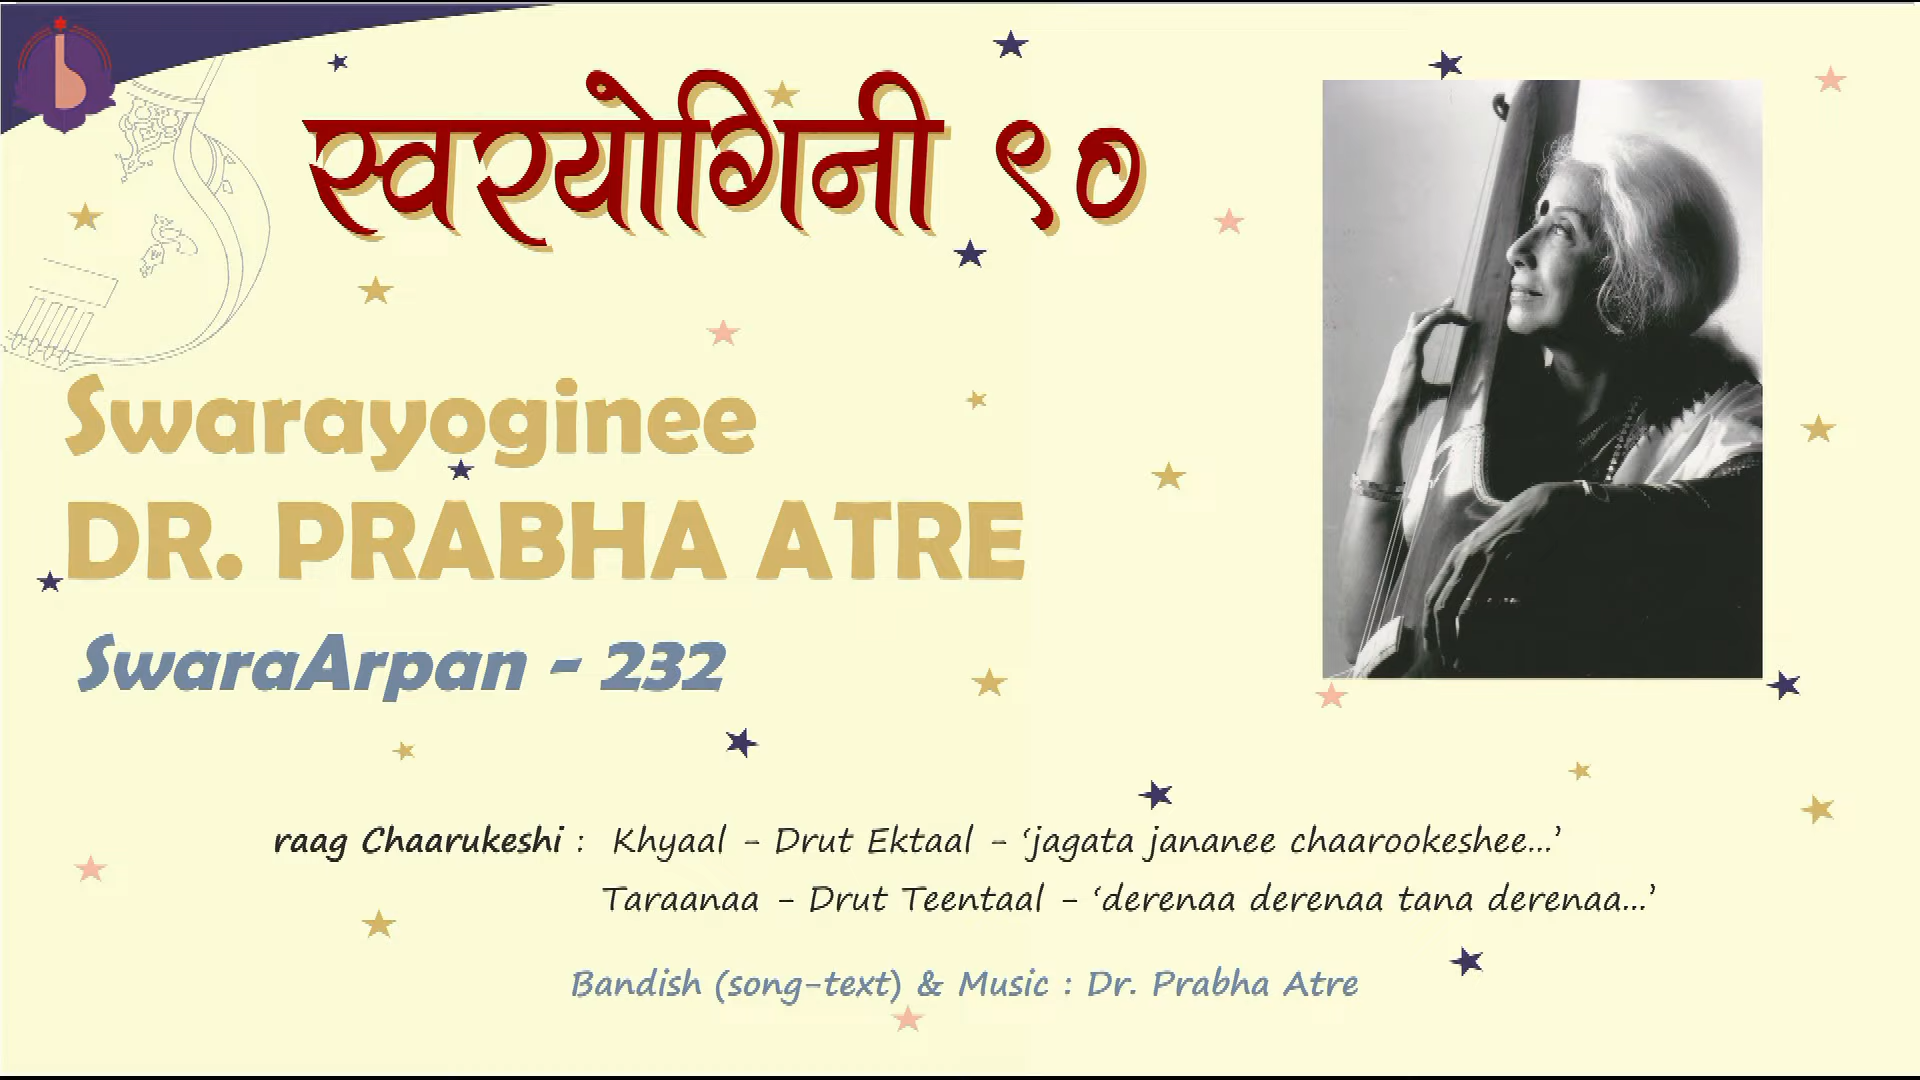 स्वरयोगिनी ९०
Swarayoginee
DR. PRABHA ATRE
SwaraArpan - 232
raag Chaarukeshi : Khyaal - Drut Ektaal - ‘jagata jananee chaarookeshee...’
Taraanaa - Drut Teentaal - ‘derenaa derenaa tana derenaa...’
Bandish (song-text) & Music : Dr. Prabha Atre